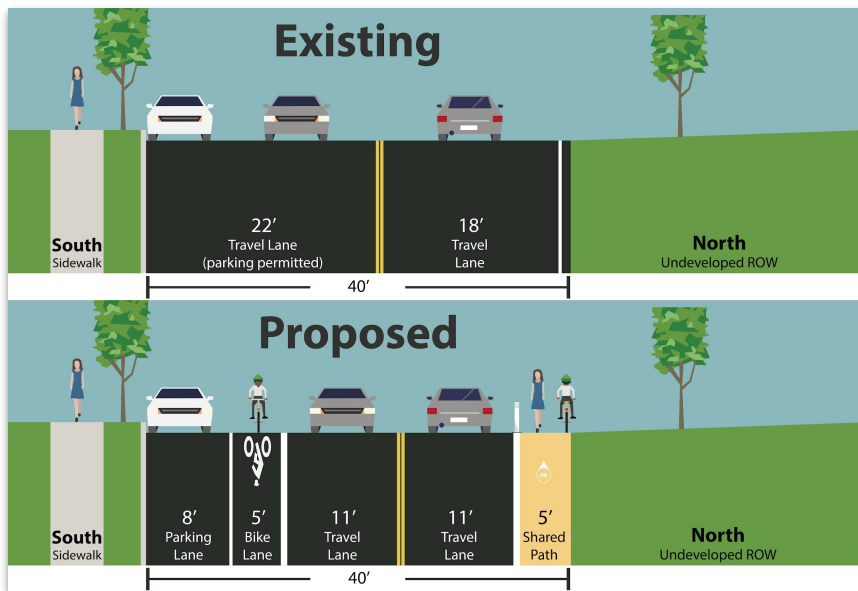 Existing
22’
Travel Lane
(parking permitted)
18’
Travel
Lane
South
Sidewalk
North
Undeveloped ROW
40’
Proposed
8’
Parking
Lane
5’
Bike
Lane
11’
Travel
Lane
11’
Travel
Lane
5’
Shared
Path
South
Sidewalk
North
Undeveloped ROW
40’